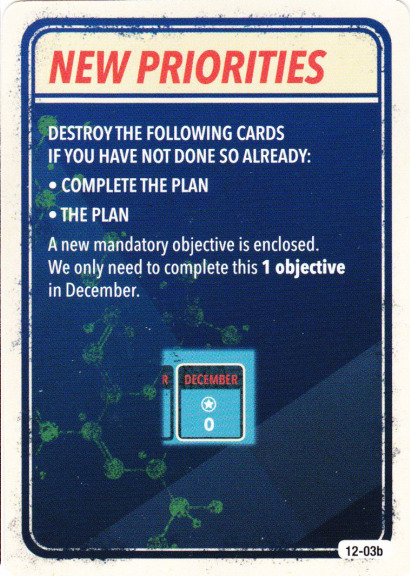 NEW PRIORITIES
DESTROY THE FOLLOWING CARDS
IF YOU HAVE NOT DONE SO ALREADY:
• COMPLETE THE PLAN
• THE PLAN
A new mandatory objective is enclosed.
We only need to complete this 1 objective
in December.
R DECEMBER
0
12-03b